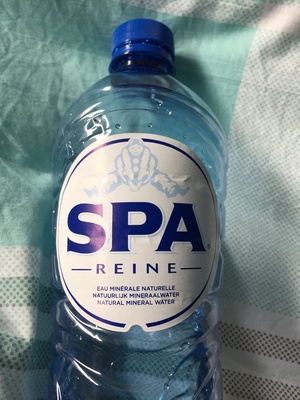 SPA®
REINE
EAU MINÉRALE NATURELLE
NATUURLIJK MINERAALWATER
NATURAL MINERAL WATER